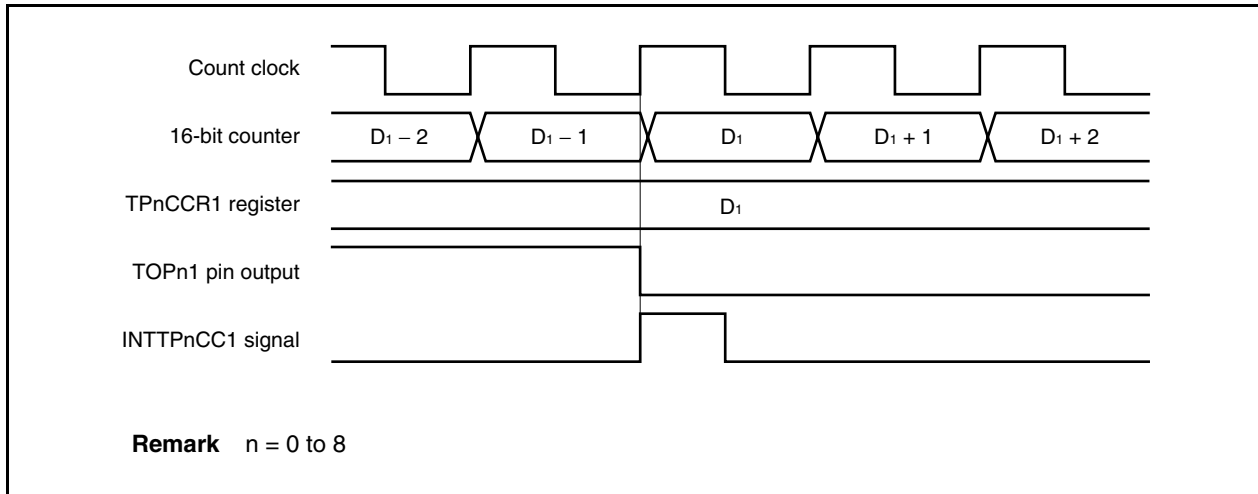 Count clock
16-bit counter
D1 – 2
D1 – 1
D1
D1 + 1
D1 + 2
TPnCCR1 register
D1
TOPn1 pin output
INTTPnCC1 signal
Remark n = 0 to 8